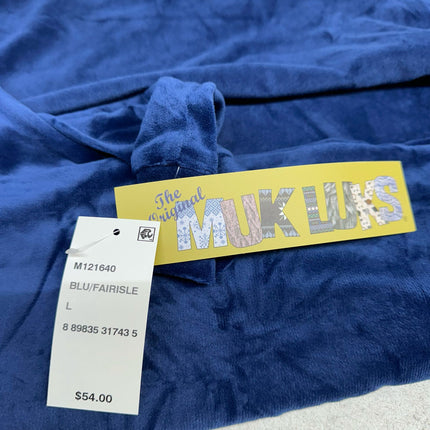 The
Original
MUK LUKS
M121640
BLU/FAIRISLE
L
8 89835 31743 5
$54.00